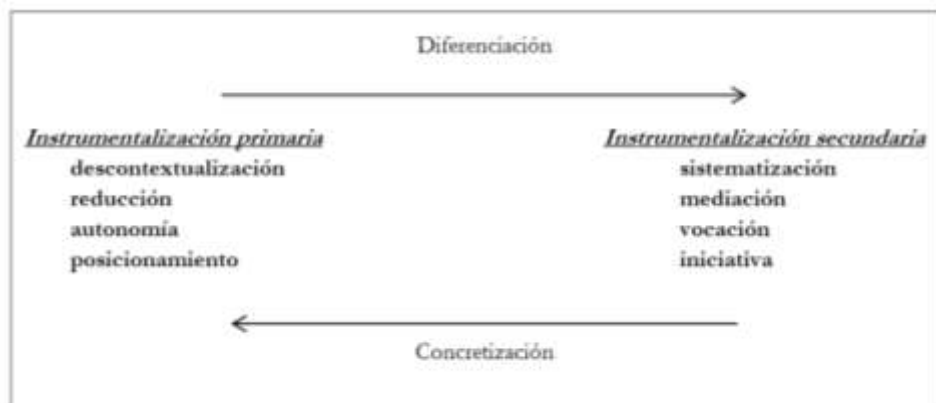 Diferenciación
Instrumentalización primaria
descontextualización
reducción
autonomía
posicionamiento
Instrumentalización secundaria
sistematización
mediación
vocación
iniciativa
Concretización